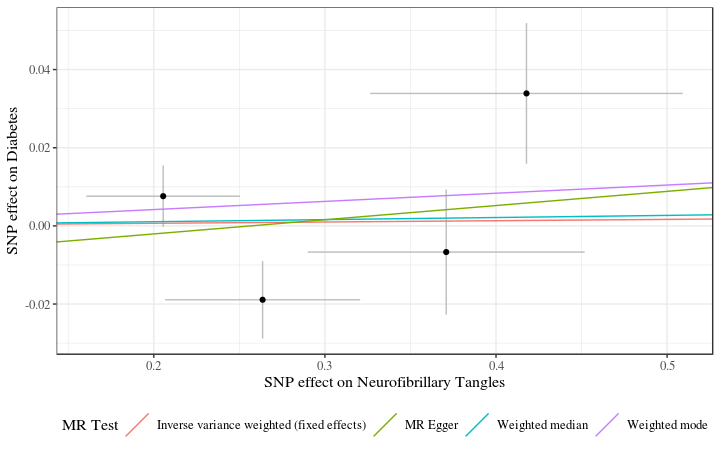 SNP effect on Diabetes
0.04
0.02
0.00
-0.02
0.2 0.3 0.4 0.5
SNP effect on Neurofibrillary Tangles
MR Test Inverse variance weighted (fixed effects) MR Egger Weighted median Weighted mode